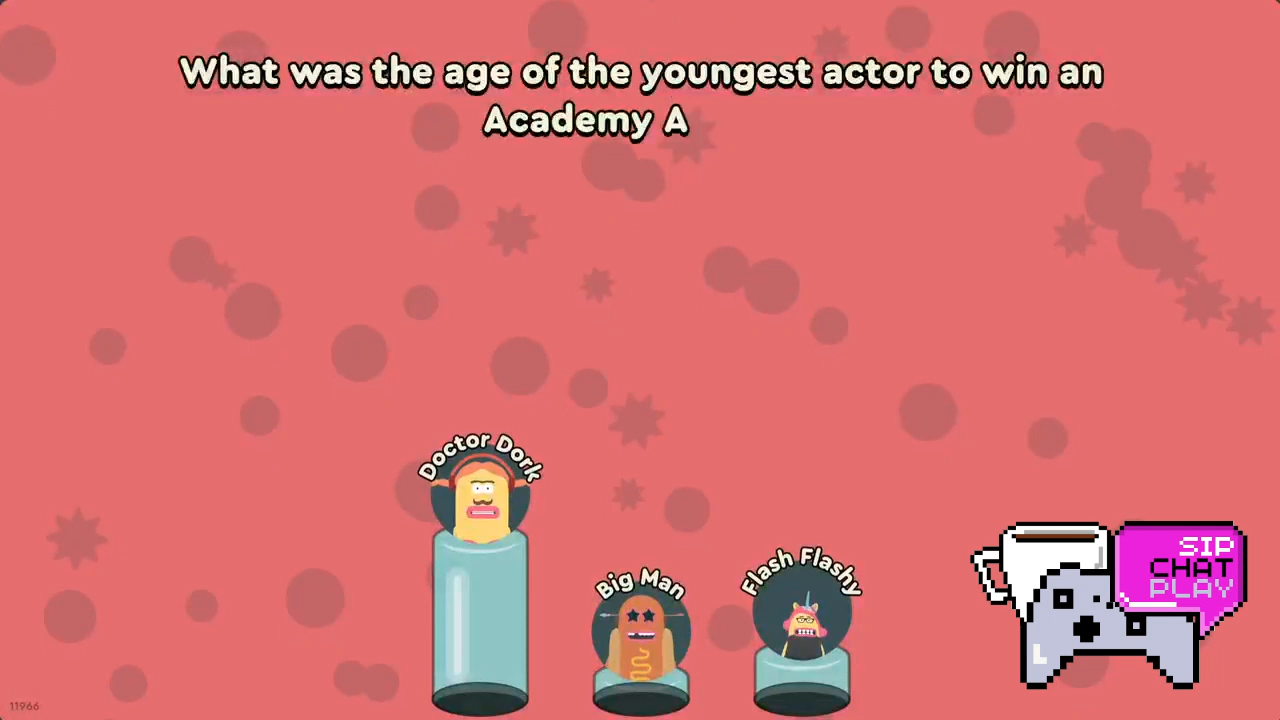 What was the age of the youngest actor to win an
Academy A
Doctor Dork
Big Man
Flash Flashy
SIP
CHAT
PLAY
11966